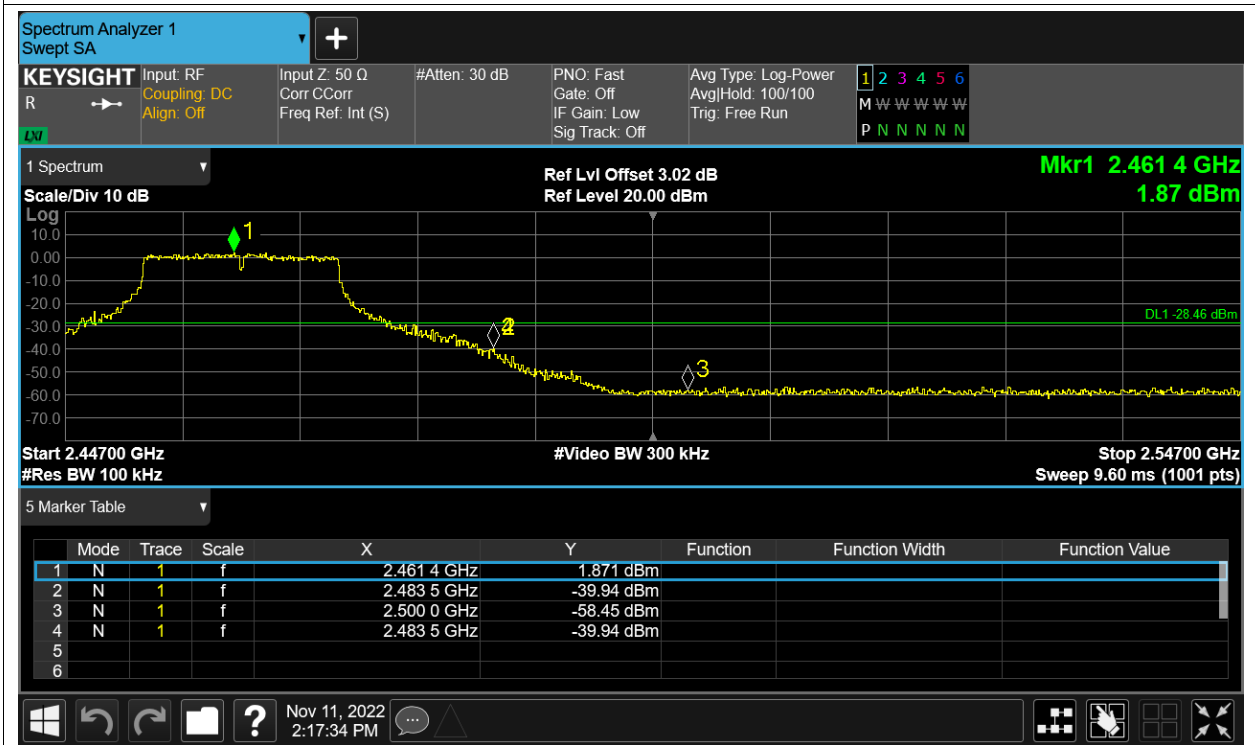 Spectrum Analyzer 1
Swept SA
KEYSIGHT
R
LXI
Input: RF
Coupling: DC
Align: Off
Input Z: 50 Ω
Corr CCorr
Freq Ref: Int (S)
#Atten: 30 dB
PNO: Fast
Gate: Off
IF Gain: Low
Sig Track: Off
Avg Type: Log-Power
Avg|Hold: 100/100
Trig: Free Run
1 2 3 4 5 6
M W W W W W
P N N N N N
1 Spectrum
Scale/Div 10 dB
Ref Lvl Offset 3.02 dB
Ref Level 20.00 dBm
Mkr1 2.461 4 GHz
1.87 dBm
Log
10.0
0.00
-10.0
-20.0
-30.0
-40.0
-50.0
-60.0
-70.0
1
3
DL1 -28.46 dBm
Start 2.44700 GHz
#Res BW 100 kHz
#Video BW 300 kHz
Stop 2.54700 GHz
Sweep 9.60 ms (1001 pts)
5 Marker Table
Mode Trace Scale X Y Function Function Width Function Value
1 N 1 f 2.461 4 GHz 1.871 dBm
2 N 1 f 2.483 5 GHz -39.94 dBm
3 N 1 f 2.500 0 GHz -58.45 dBm
4 N 1 f 2.483 5 GHz -39.94 dBm
5
6
?
Nov 11, 2022
2:17:34 PM